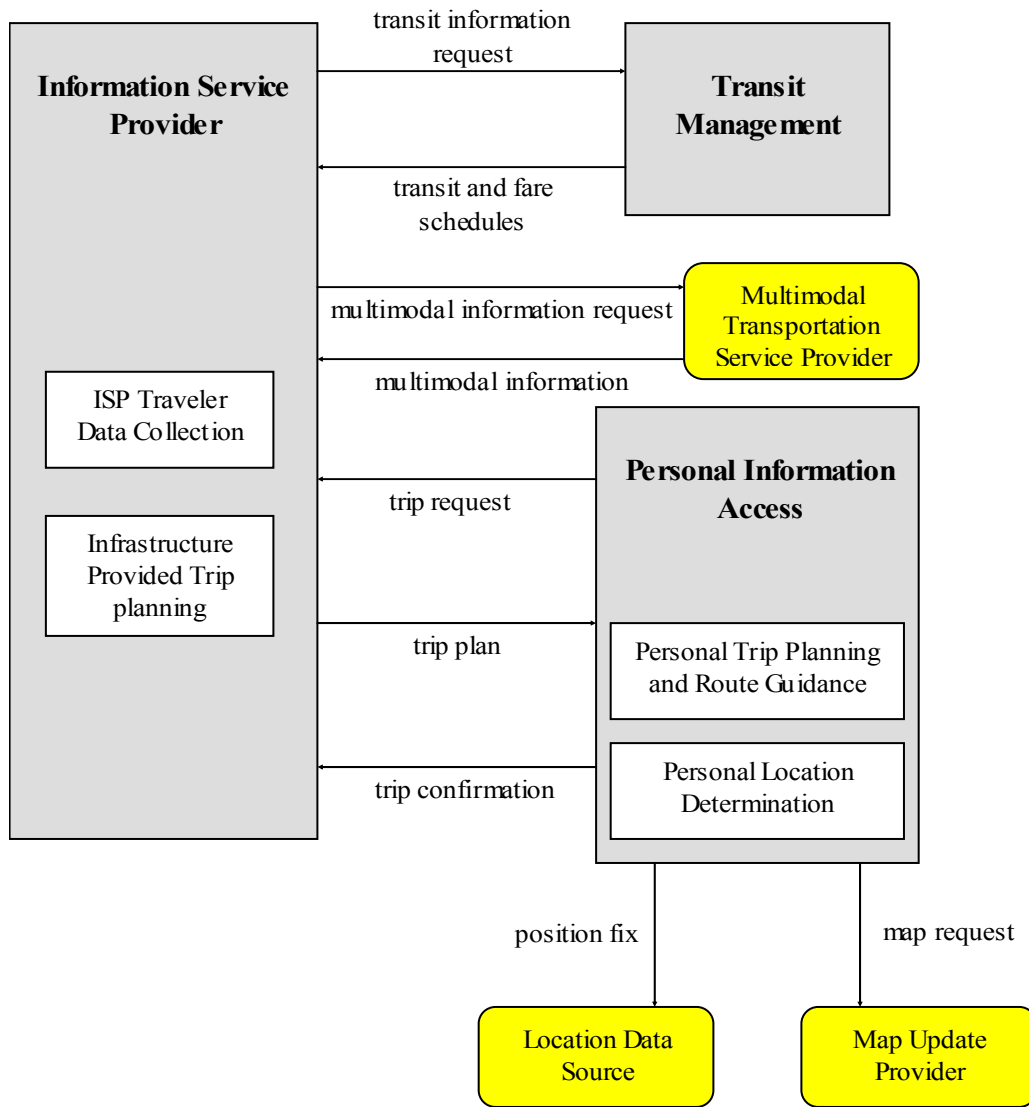 transit information
request
Information Service
Provider
Transit
Management
transit and fare
schedules
multimodal information request
Multimodal
Transportation
Service Provider
multimodal information
ISP Traveler
Data Collection
Personal Information
Access
trip request
Infrastructure
Provided Trip
planning
trip plan
Personal Trip Planning
and Route Guidance
Personal Location
Determination
trip confirmation
position fix
map request
Location Data
Source
Map Update
Provider